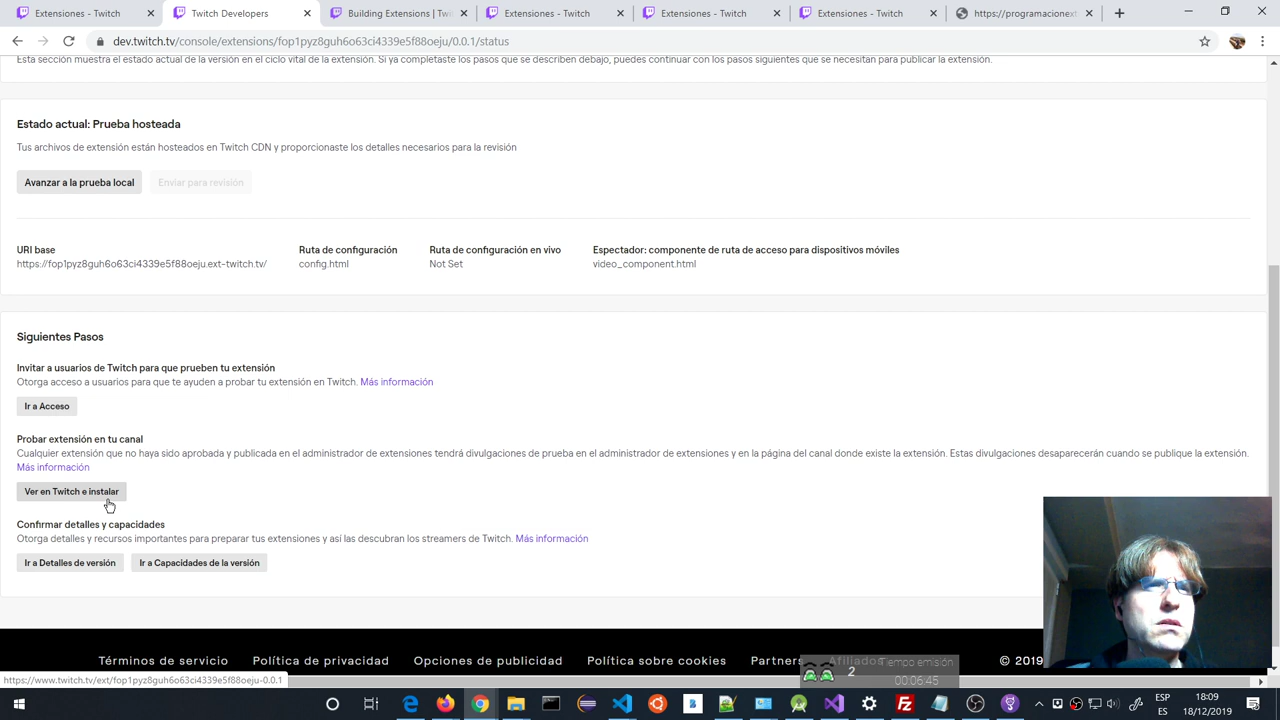 Extensions - Twitch
Twitch Developers
Building Extensions | Tw
Extensiones - Twitch
Extensiones - Twitch
Extensiones - Twitch
https://programacionext
dev.twitch.tv/console/extensions/fop1pyz8guh6o63ci4339e5f88oeju/0.0.1/status
Esta sección muestra el estado actual de la versión en el ciclo vital de la extensión. Si ya completaste los pasos que se describen debajo, puedes continuar con los pasos siguientes que se necesitan para publicar la extensión.
Estado actual: Prueba hosteada
Tus archivos de extensión están hosteados en Twitch CDN y proporcionaste los detalles necesarios para la revisión
Avanzar a la prueba local Enviar para revisión
URI base Ruta de configuración Ruta de configuración en vivo Espectador: componente de ruta de acceso para dispositivos móviles
https://fop1pyz8guh6o63ci4339e5f88oeju.ext-twitch.tv/ config.html Not Set video_component.html
Siguientes Pasos
Invitar a usuarios de Twitch para que prueben tu extensión
Otorga acceso a usuarios para que te ayuden a probar tu extensión en Twitch. Más información
Ir a Acceso
Probar extensión en tu canal
Cualquier extensión que no haya sido aprobada y publicada en el administrador de extensiones tendrá divulgaciones de prueba en el administrador de extensiones y en la página del canal donde existe la extensión. Estas divulgaciones desaparecerán cuando se publique la extensión.
Más información
Ver en Twitch e instalar
Confirmar detalles y capacidades
Otorga detalles y recursos importantes para preparar tus extensiones y así las descubran los streamers de Twitch. Más información
Ir a Detalles de versión Ir a Capacidades de la versión
Términos de servicio Política de privacidad Opciones de publicidad Política sobre cookies Partners Afiliados © 2019
2 Tiempo emisión
00:06:45
https://www.twitch.tv/ext/fop1pyz8guh6o63ci4339e5f88oeju-0.0.1
ESP 18:09
ES 18/12/2019